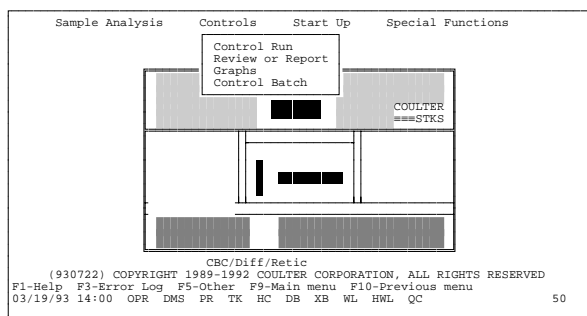 Sample Analysis Controls Start Up Special Functions
Control Run
Review or Report
Graphs
Control Batch
COULTER
===STKS
CBC/Diff/Retic
(930722) COPYRIGHT 1989-1992 COULTER CORPORATION, ALL RIGHTS RESERVED
F1-Help F3-Error Log F5-Other F9-Main menu F10-Previous menu
03/19/93 14:00 OPR DMS PR TK HC DB XB WL HWL QC 50